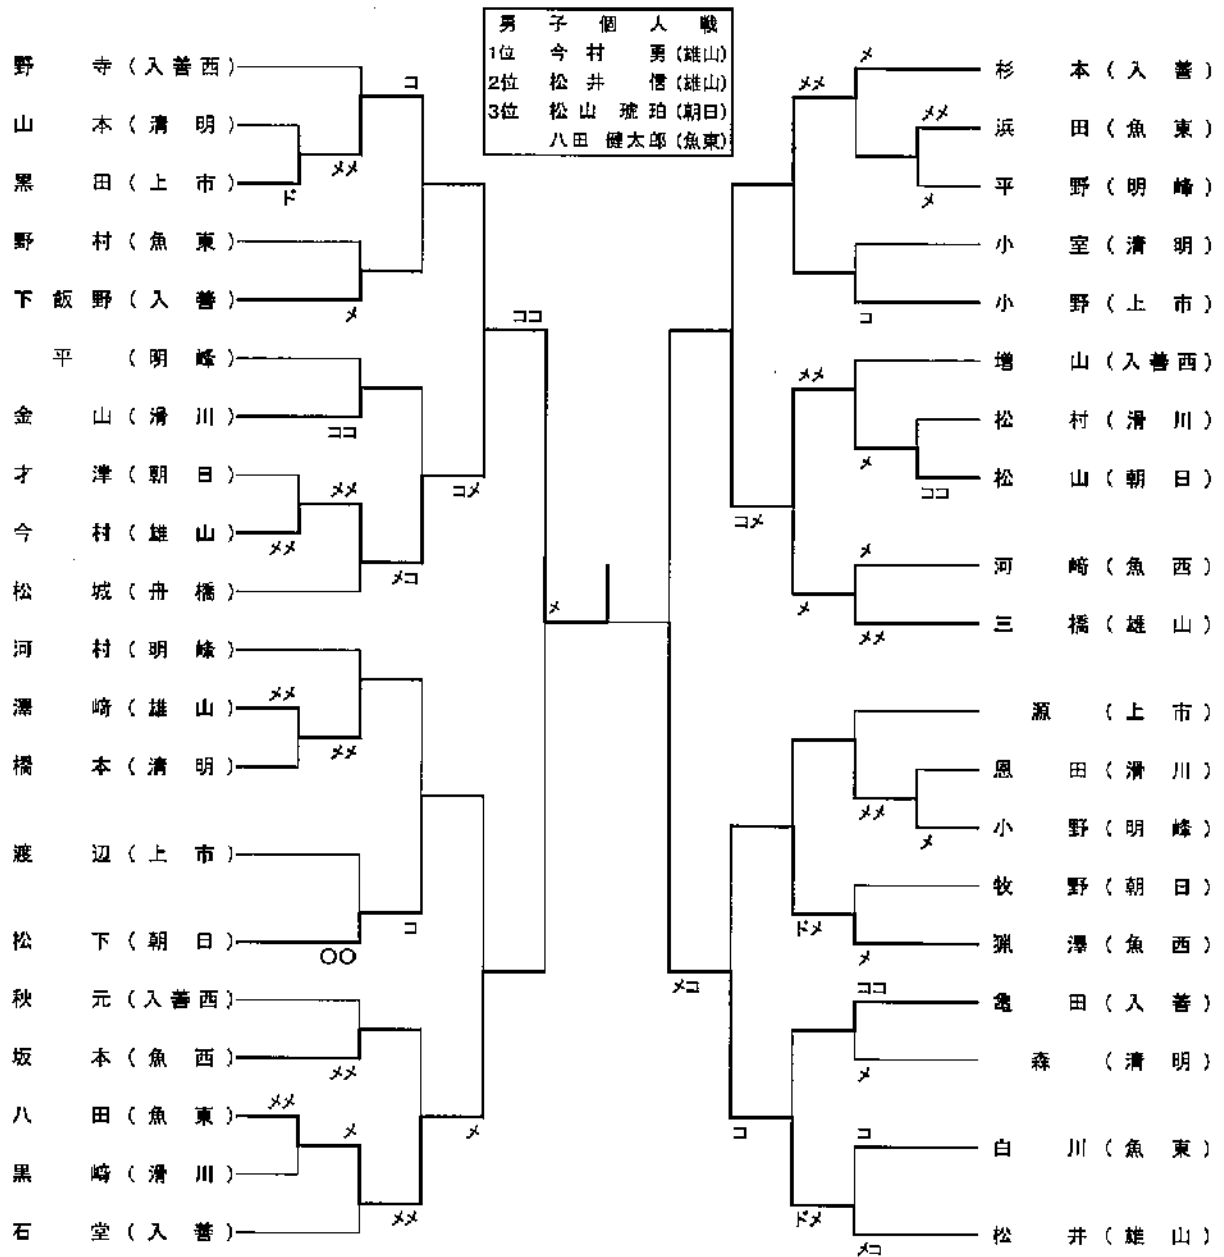 男子個人戦
1位 今村 勇(雄山)
2位 松井 信(雄山)
3位 松山 琥珀(朝日)
八田 健太郎(魚東)
野寺(入善西)
コ
山本(清明)
メメ
黒田(上市)
ド
野村(魚東)
下飯野(入善)
メ
ココ
平(明峰)
金山(滑川)
ココ
才津(朝日)
メメ
コメ
今村(雄山)
メメ
メコ
松城(舟橋)
メ
河村(明峰)
澤﨑(雄山)
メメ
橋本(清明)
メメ
渡辺(上市)
松下(朝日)
コ
〇〇
秋元(入善西)
坂本(魚西)
メメ
八田(魚東)
メメ
メ
メ
黒﨑(滑川)
石堂(入善)
メメ
メ
杉本(入善)
メメ
浜田(魚東)
メメ
平野(明峰)
メ
小室(清明)
小野(上市)
コ
増山(入善西)
メメ
松村(滑川)
メ
松山(朝日)
ココ
コメ
河﨑(魚西)
メ
メ
三橋(雄山)
メメ
源(上市)
恩田(滑川)
メメ
小野(明峰)
メ
牧野(朝日)
ドメ
猟澤(魚西)
メ
メコ
亀田(入善)
ココ
森(清明)
メ
コ
白川(魚東)
コ
ドメ
松井(雄山)
メコ